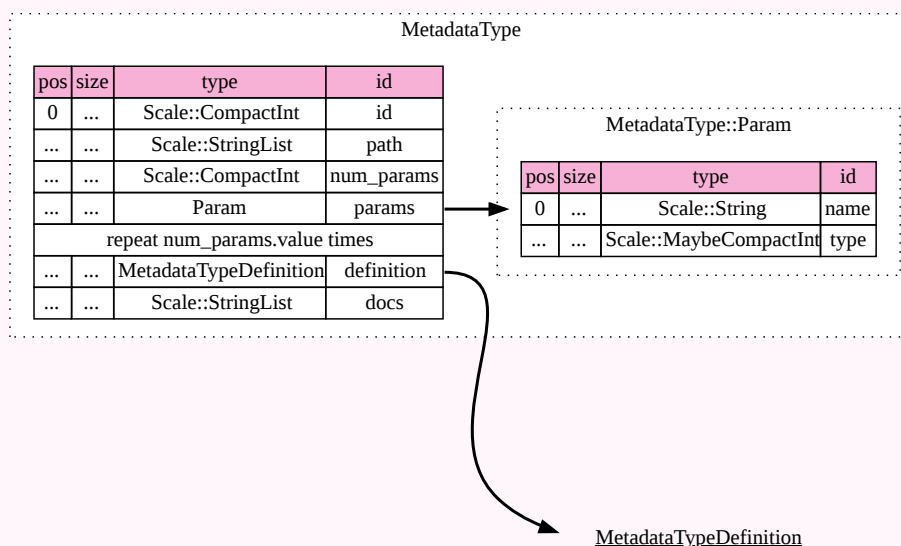 MetadataType
pos size type id
0 ... Scale::CompactInt id
... ... Scale::StringList path
... ... Scale::CompactInt num_params
... ... Param params
repeat num_params.value times
... ... MetadataTypeDefinition definition
... ... Scale::StringList docs
MetadataType::Param
pos size type id
0 ... Scale::String name
... ... Scale::MaybeCompactInt type
MetadataTypeDefinition